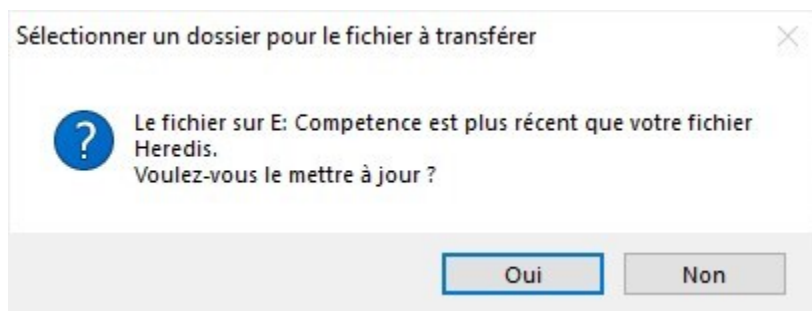 Sélectionner un dossier pour le fichier à transférer
Le fichier sur E: Competence est plus récent que votre fichier
Heredis.
Voulez-vous le mettre à jour ?
Oui
Non